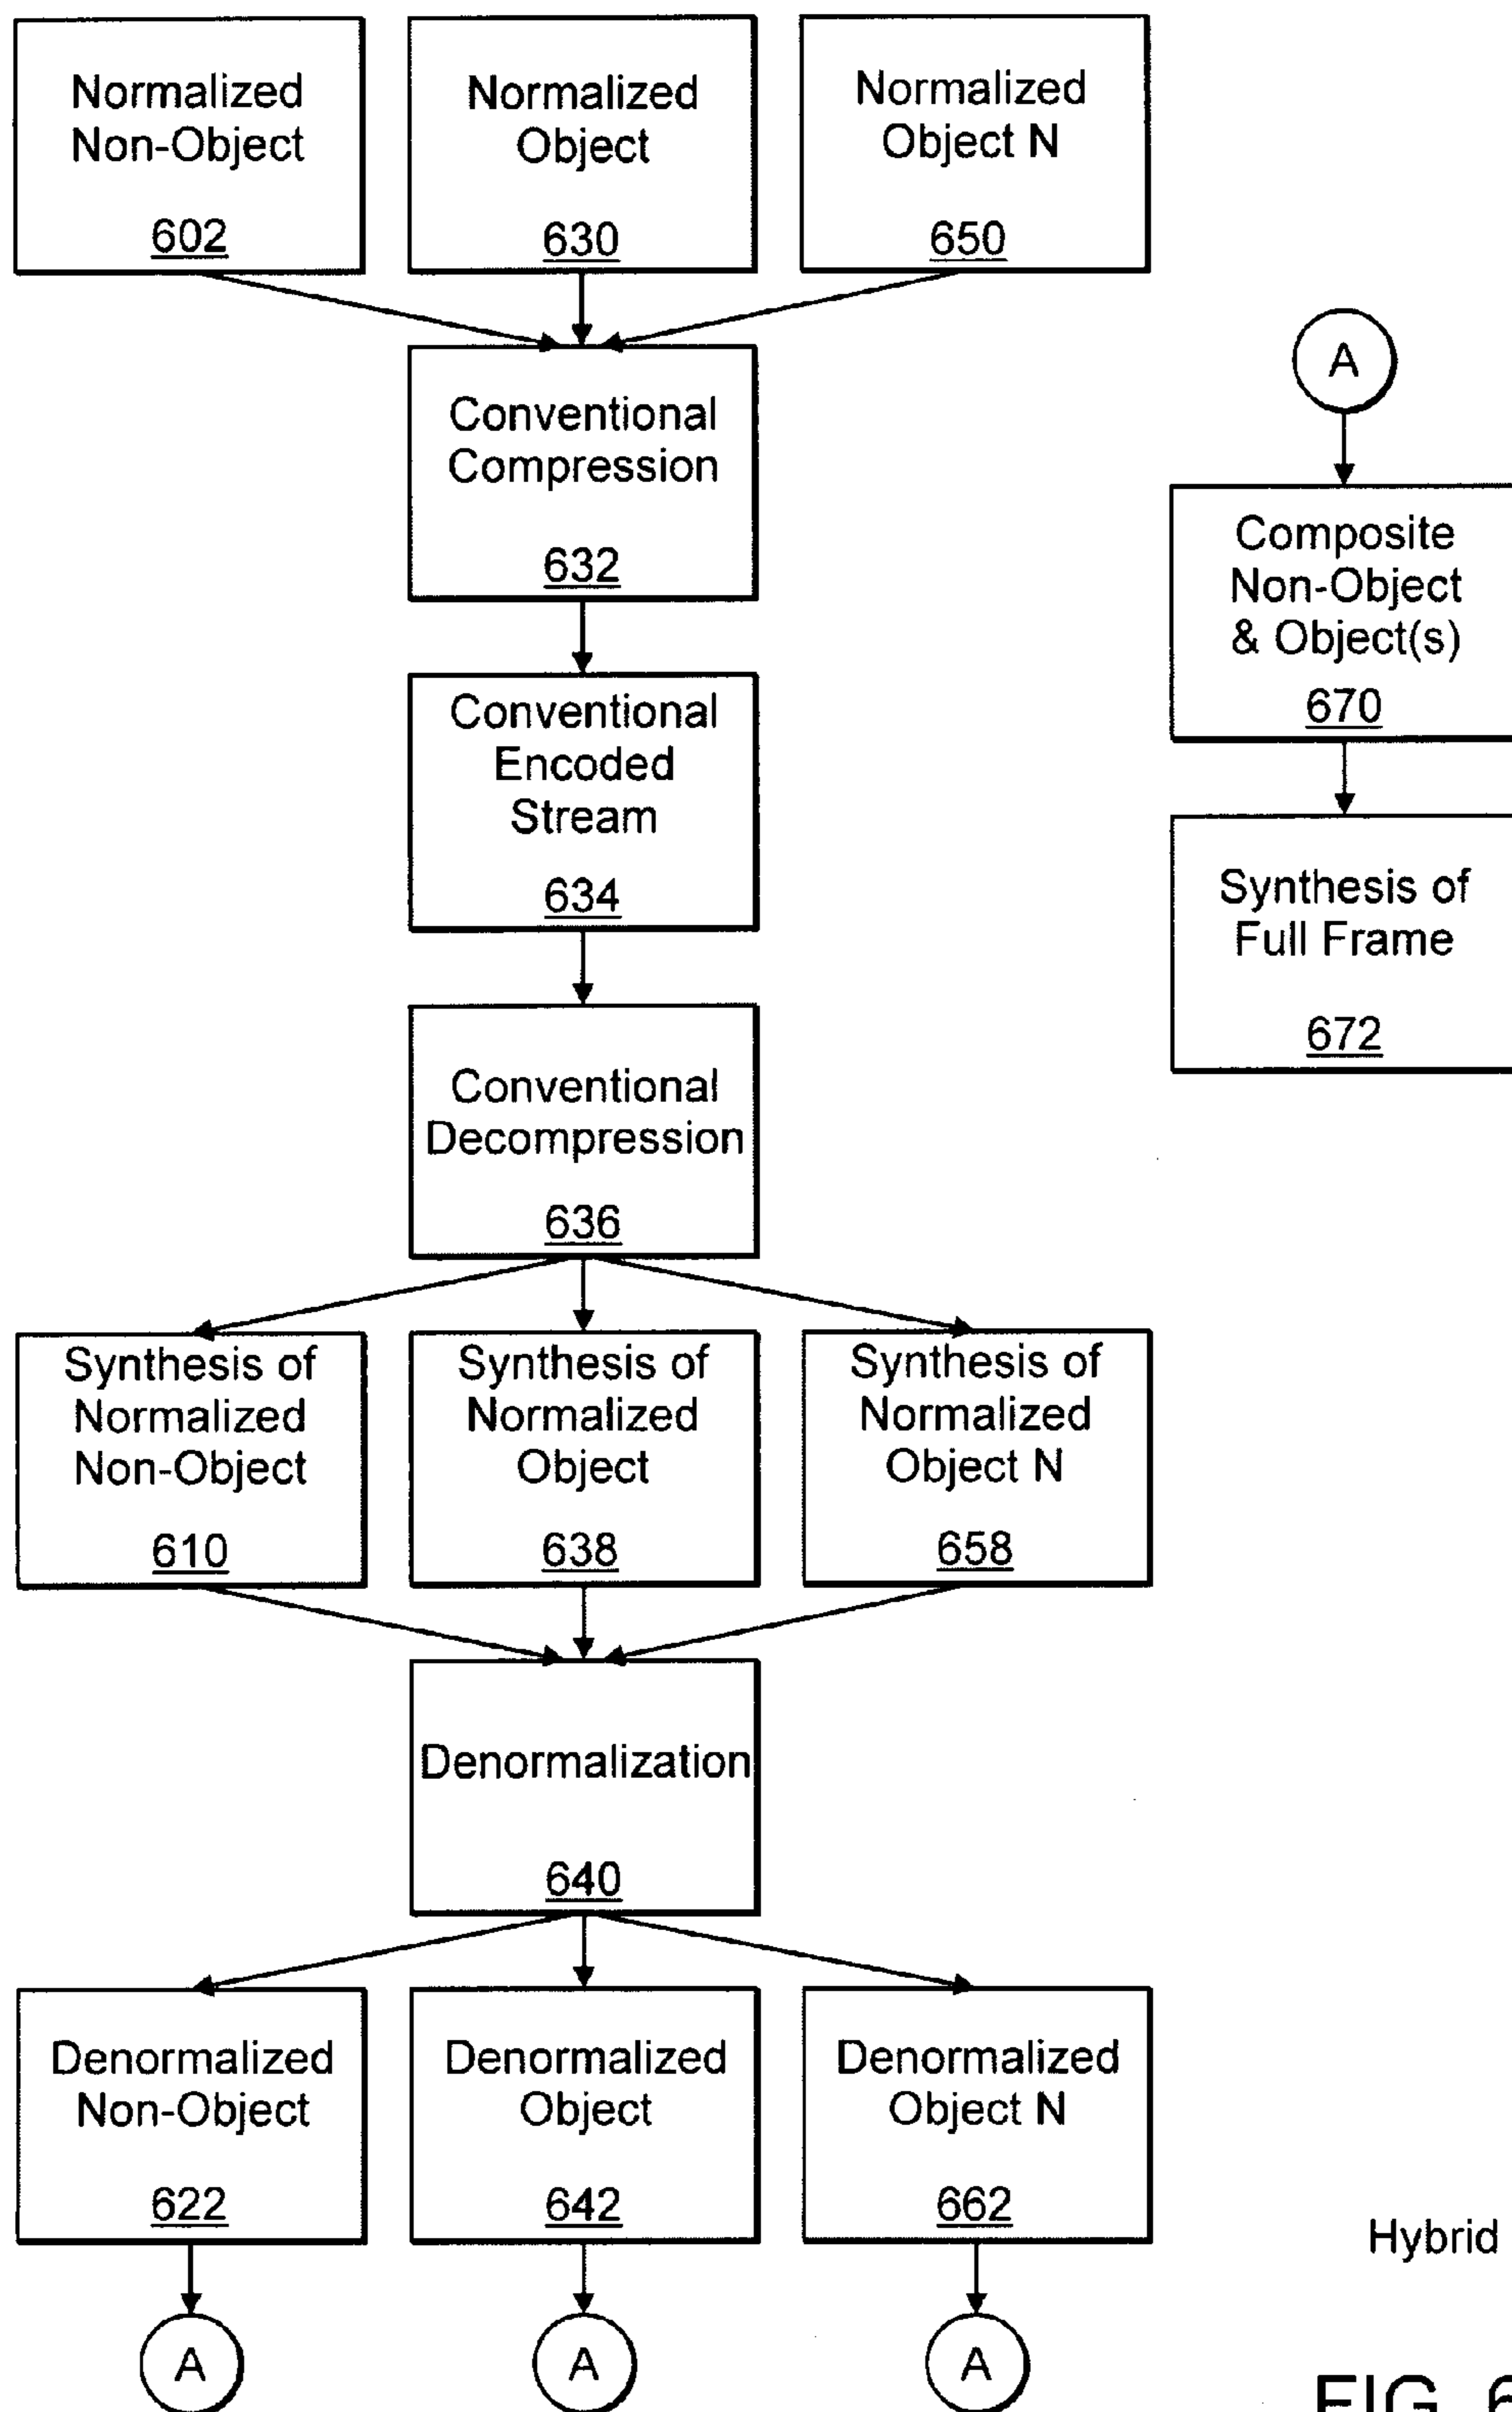 Normalized
Non-Object
602
Normalized
Object
630
Normalized
Object N
650
Conventional
Compression
632
Conventional
Encoded
Stream
634
Conventional
Decompression
636
Synthesis of
Normalized
Non-Object
610
Synthesis of
Normalized
Object
638
Synthesis of
Normalized
Object N
658
Denormalization
640
Denormalized
Non-Object
622
Denormalized
Object
642
Denormalized
Object N
662
A
A
A
A
Composite
Non-Object
& Object(s)
670
Synthesis of
Full Frame
672
Hybrid
FIG. 6